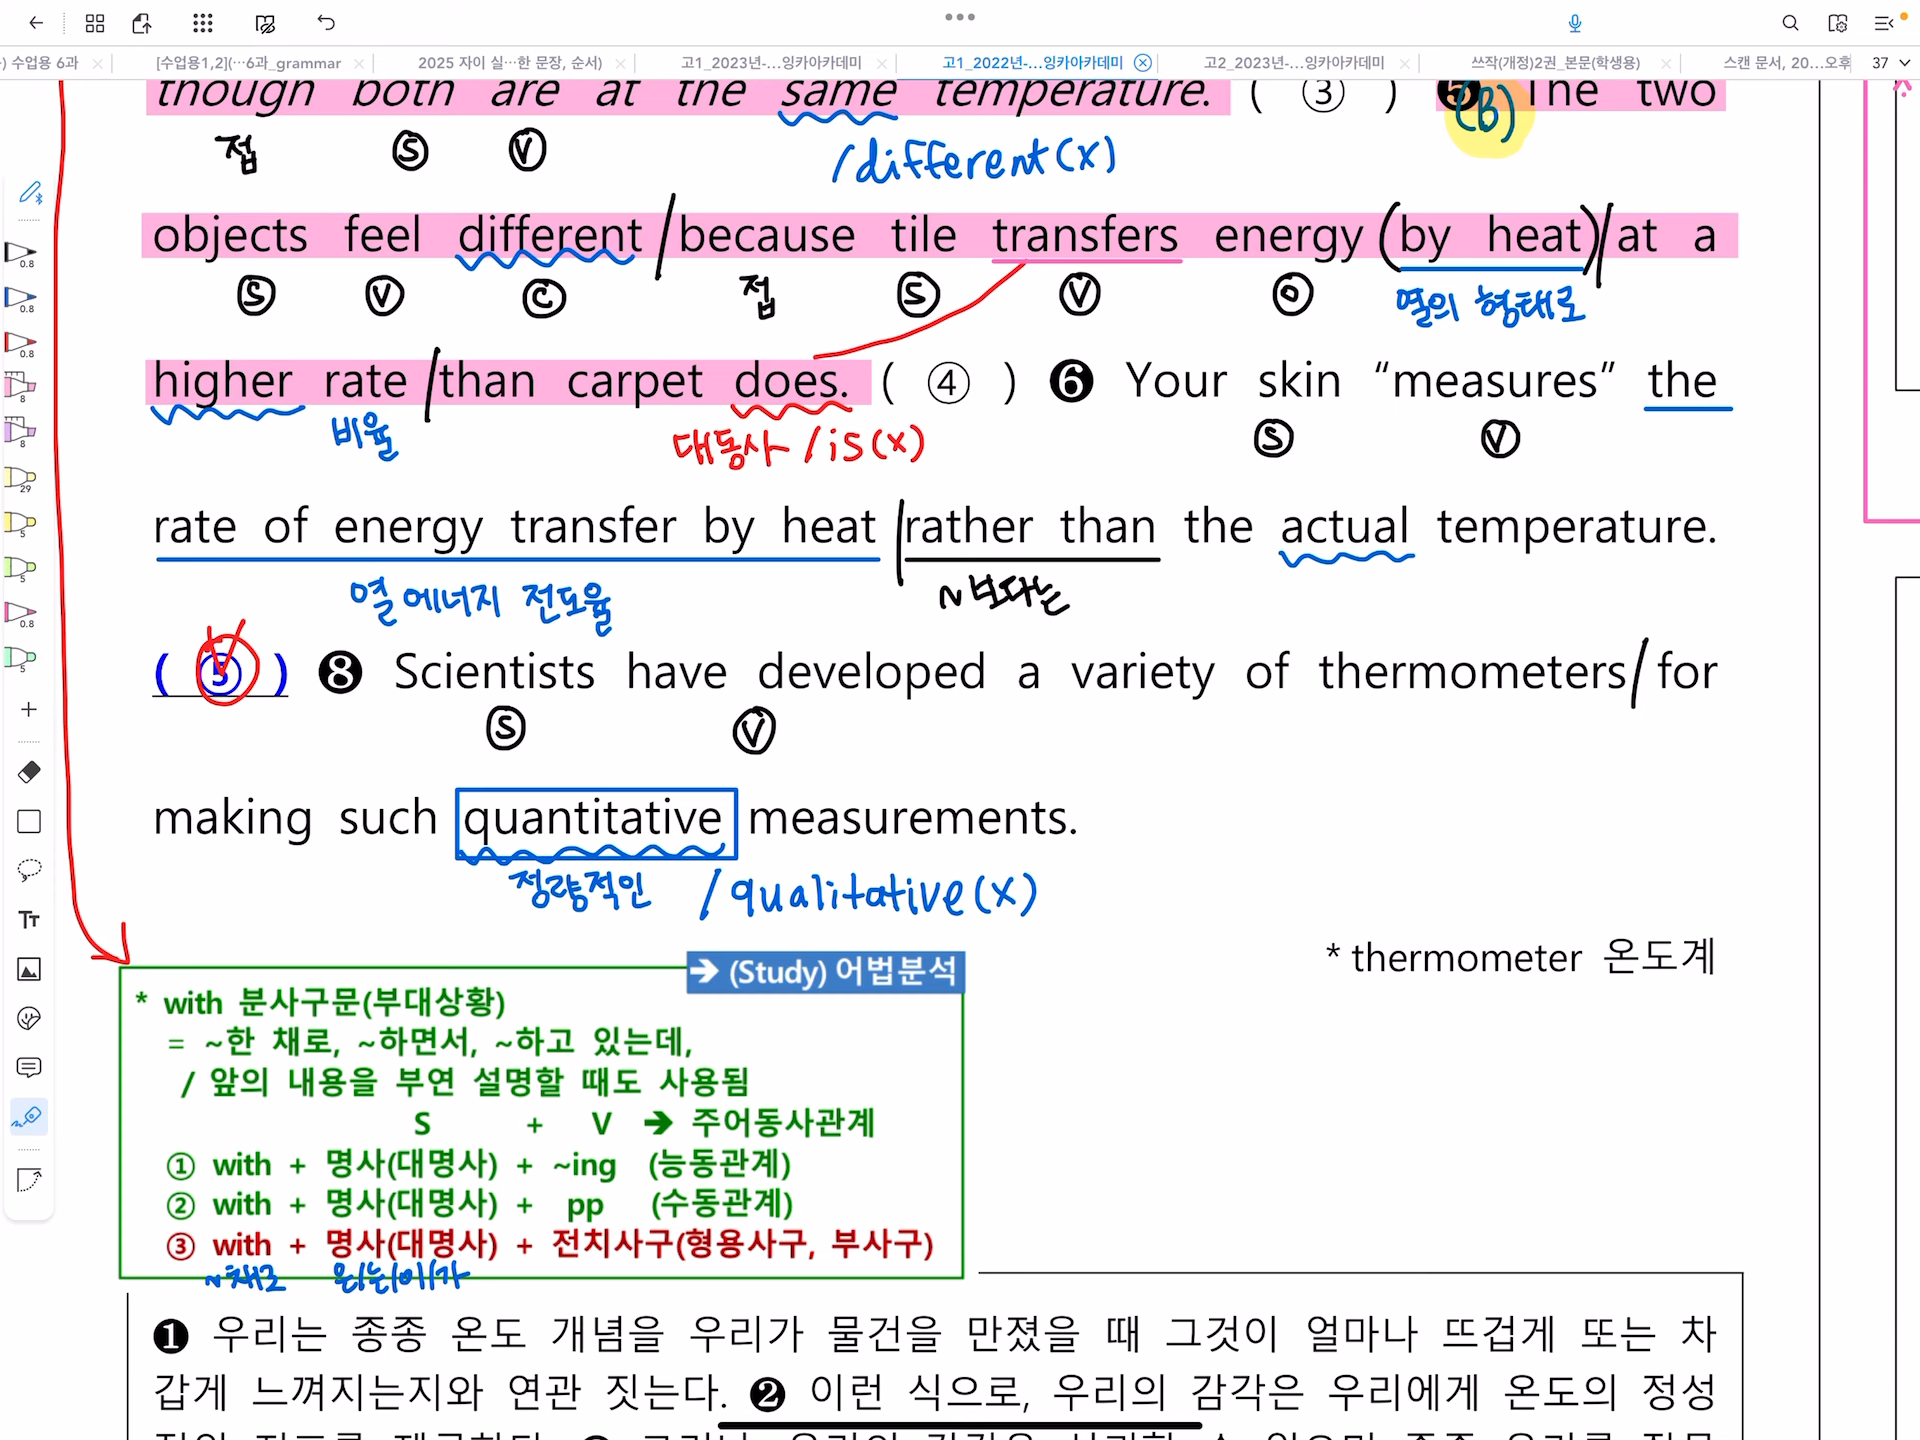 ) 수업용 6과
[수업용1,2](…6과_grammar
2025 자이 실…한 문장, 순서)
고1_2023년-…잉카아카데미
고1_2022년-…잉카아카데미
고2_2023년-…잉카아카데미
쓰작(개정)2권_본문(학생용)
스캔 문서, 20…오후
37
though both are at the same temperature. ( ③ ) ❺ The two
(B)
접 Ⓢ Ⓥ /different(x)
objects feel different / because tile transfers energy (by heat) / at a
Ⓢ Ⓥ Ⓒ 접 Ⓢ Ⓥ Ⓞ 열의 형태로
higher rate / than carpet does. ( ④ ) ❻ Your skin “measures” the
비율 대동사 / is (x) Ⓢ Ⓥ
rate of energy transfer by heat / rather than the actual temperature.
열 에너지 전도율 ~보다는
( ⑤ ) ❽ Scientists have developed a variety of thermometers / for
Ⓢ Ⓥ
making such quantitative measurements.
정량적인 / qualitative (x)
* thermometer 온도계
➔ (Study) 어법분석
* with 분사구문(부대상황)
= ~한 채로, ~하면서, ~하고 있는데,
/ 앞의 내용을 부연 설명할 때도 사용됨
S + V ➔ 주어동사관계
① with + 명사(대명사) + ~ing (능동관계)
② with + 명사(대명사) + pp (수동관계)
③ with + 명사(대명사) + 전치사구(형용사구, 부사구)
~채로 은/는/이/가
❶ 우리는 종종 온도 개념을 우리가 물건을 만졌을 때 그것이 얼마나 뜨겁게 또는 차
갑게 느껴지는지와 연관 짓는다. ❷ 이런 식으로, 우리의 감각은 우리에게 온도의 정성
0.8
0.8
0.8
8
8
29
5
5
0.8
5
TT